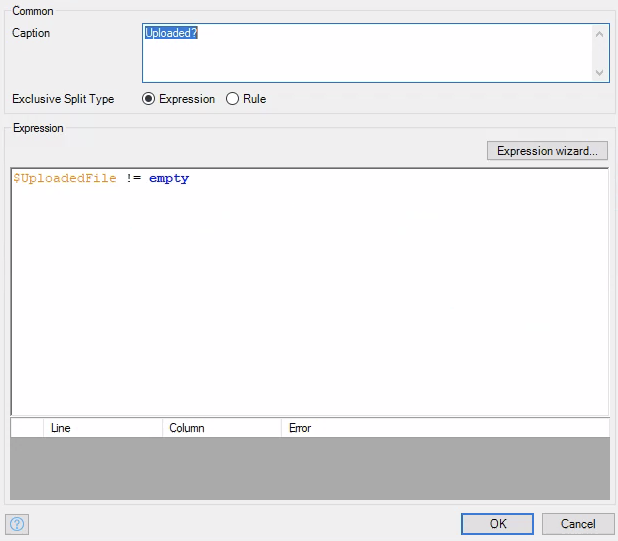 Common
Caption
Uploaded?
Exclusive Split Type Expression Rule
Expression
Expression wizard...
$UploadedFile != empty
Line Column Error
? OK Cancel